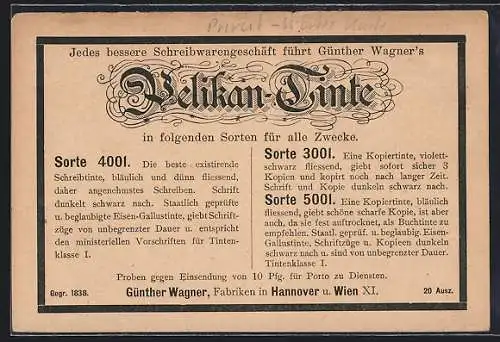 Privat-
Jedes bessere Schreibwarengeschäft führt Günther Wagner's
Pelikan-Tinte
in folgenden Sorten für alle Zwecke.
Sorte 4001. Die beste existirende
Schreibtinte, bläulich und dünn fliessend,
daher angenehmstes Schreiben. Schrift
dunkelt schwarz nach. Staatlich geprüfte
u. beglaubigte Eisen-Gallustinte, giebt Schrift-
züge von unbegrenzter Dauer u. entspricht
den ministeriellen Vorschriften für Tinten-
klasse I.
Sorte 3001. Eine Kopiertinte, violett-
schwarz fliessend, giebt sofort sicher 3
Kopien und kopirt noch nach langer Zeit.
Schrift und Kopie dunkeln schwarz nach.
Sorte 5001. Eine Kopiertinte, bläulich
fliessend, giebt schöne scharfe Kopie, ist aber
auch, da sie fest auftrocknet, als Buchtinte zu
empfehlen. Staatl. geprüf. u. beglaubig. Eisen-
Gallustinte. Schriftzüge u. Kopieen dunkeln
schwarz nach u. sind von unbegrenzter Dauer.
Tintenklasse I.
Proben gegen Einsendung von 10 Pfg. für Porto zu Diensten.
Gegr. 1838. Günther Wagner, Fabriken in Hannover u. Wien XI. 20 Ausz.